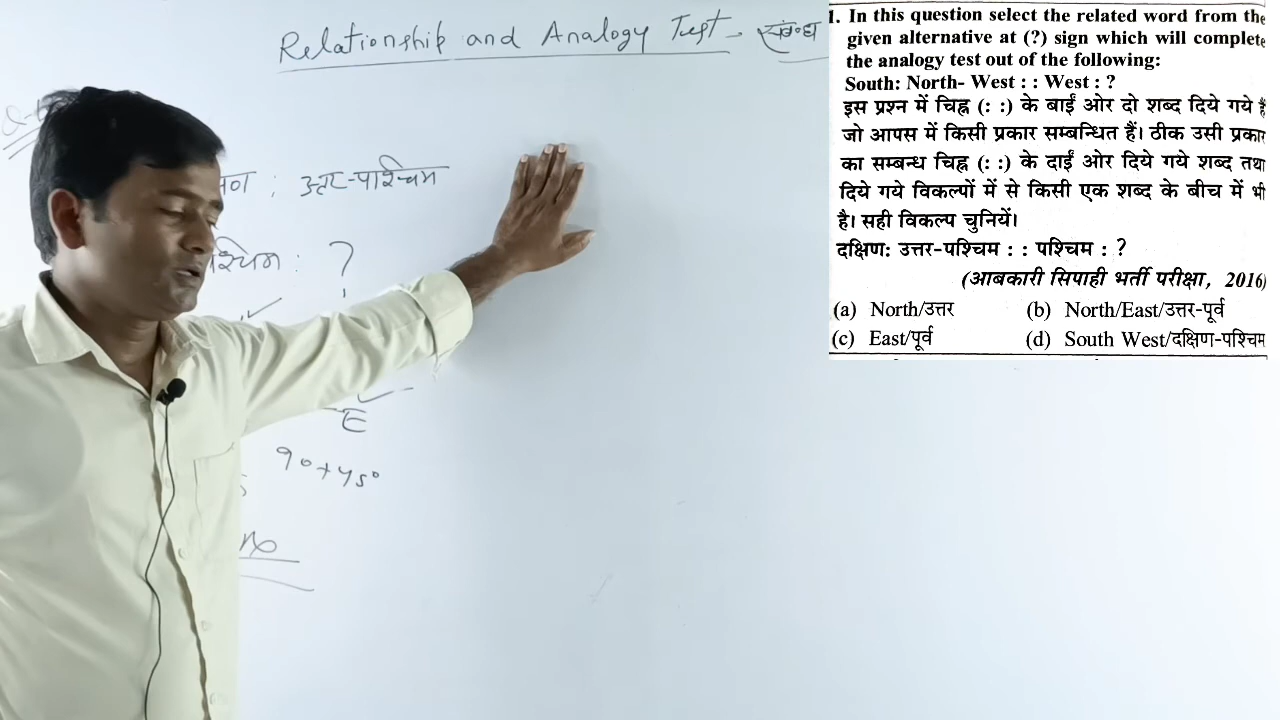 Relationship and Analogy Test - संबंध
उत्तर-पश्चिम
?
E
90+45°
1. In this question select the related word from the
given alternative at (?) sign which will complete
the analogy test out of the following:
South: North- West : : West : ?
इस प्रश्न में चिह्न (: :) के बाईं ओर दो शब्द दिये गये हैं
जो आपस में किसी प्रकार सम्बन्धित हैं। ठीक उसी प्रकार
का सम्बन्ध चिह्न (: :) के दाईं ओर दिये गये शब्द तथा
दिये गये विकल्पों में से किसी एक शब्द के बीच में भी
है। सही विकल्प चुनियें।
दक्षिण: उत्तर-पश्चिम : : पश्चिम : ?
(आबकारी सिपाही भर्ती परीक्षा, 2016)
(a) North/उत्तर (b) North/East/उत्तर-पूर्व
(c) East/पूर्व (d) South West/दक्षिण-पश्चिम